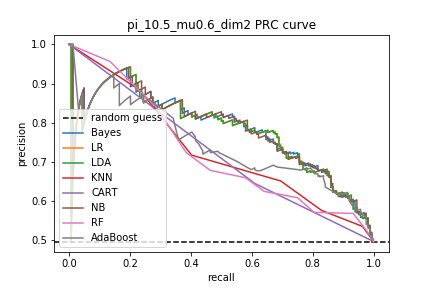 pi_10.5_mu0.6_dim2 PRC curve
precision
1.0
0.9
0.8
0.7
0.6
0.5
random guess
Bayes
LR
LDA
KNN
CART
NB
RF
AdaBoost
0.0 0.2 0.4 0.6 0.8 1.0
recall